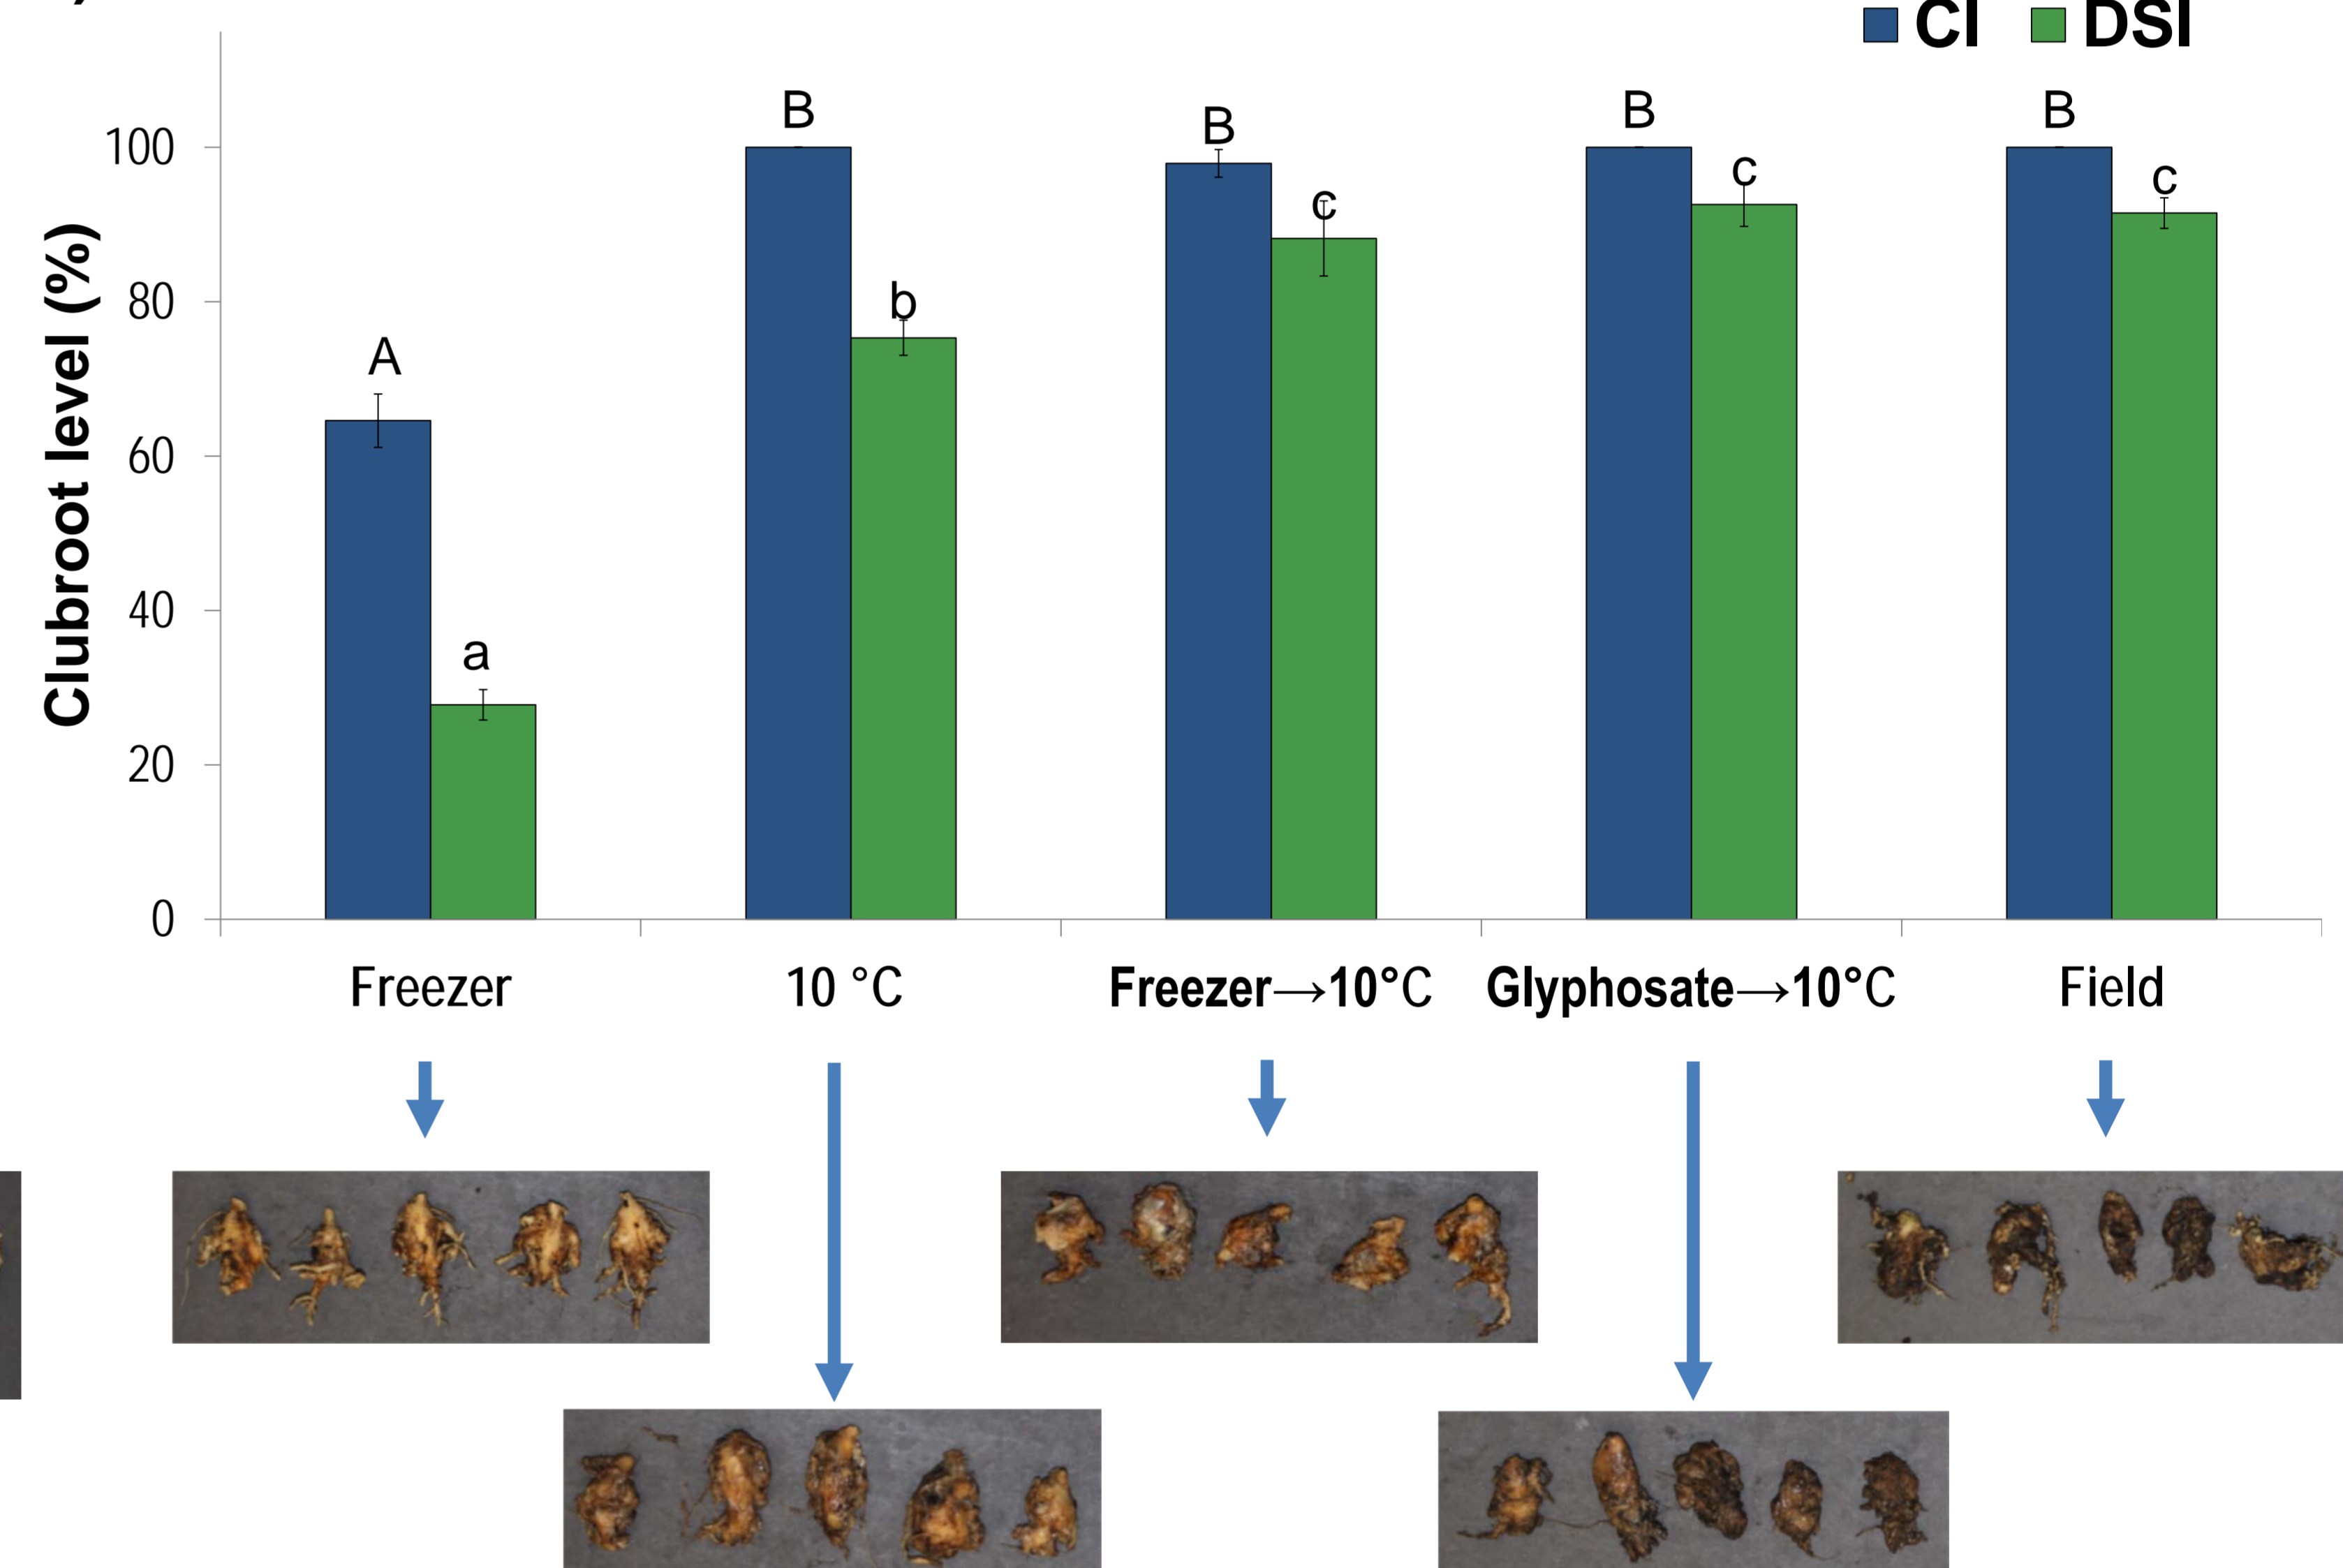 CI DSI
Clubroot level (%)
100
80
60
40
20
0
A
a
B
b
B
c
B
c
B
c
Freezer
10 °C
Freezer→10°C
Glyphosate→10°C
Field